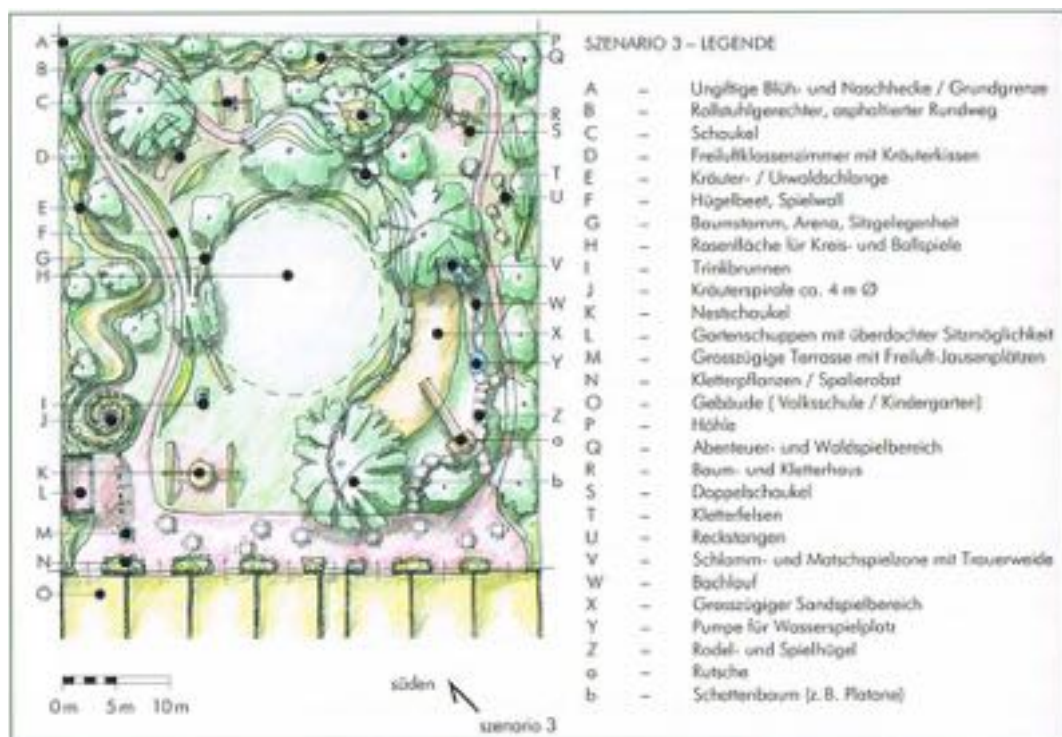 SZENARIO 3 – LEGENDE
A – Ungiftige Blüh- und Naschhecke / Grundgrenze
B – Rollstuhlgerechter, asphaltierter Rundweg
C – Schaukel
D – Freiluftklassenzimmer mit Kräuterkissen
E – Kräuter- / Urwaldschlange
F – Hügelbeet, Spielwall
G – Baumstamm, Arena, Sitzgelegenheit
H – Rasenfläche für Kreis- und Ballspiele
I – Trinkbrunnen
J – Kräuterspirale ca. 4 m Ø
K – Nestschaukel
L – Gartenschuppen mit überdachter Sitzmöglichkeit
M – Grosszügige Terrasse mit Freiluft-Jausenplätzen
N – Kletterpflanzen / Spalierobst
O – Gebäude ( Volksschule / Kindergarten)
P – Höhle
Q – Abenteuer- und Waldspielbereich
R – Baum- und Kletterhaus
S – Doppelschaukel
T – Kletterfelsen
U – Reckstangen
V – Schlamm- und Matschspielzone mit Trauerweide
W – Bachlauf
X – Grosszügiger Sandspielbereich
Y – Pumpe für Wasserspielplatz
Z – Rodel- und Spielhügel
a – Rutsche
b – Schattenbaum (z. B. Platane)
A
B
C
D
E
F
G
H
I
J
K
L
M
N
O
P
Q
R
S
T
U
V
W
X
Y
Z
a
b
0 m 5 m 10 m
süden
szenario 3